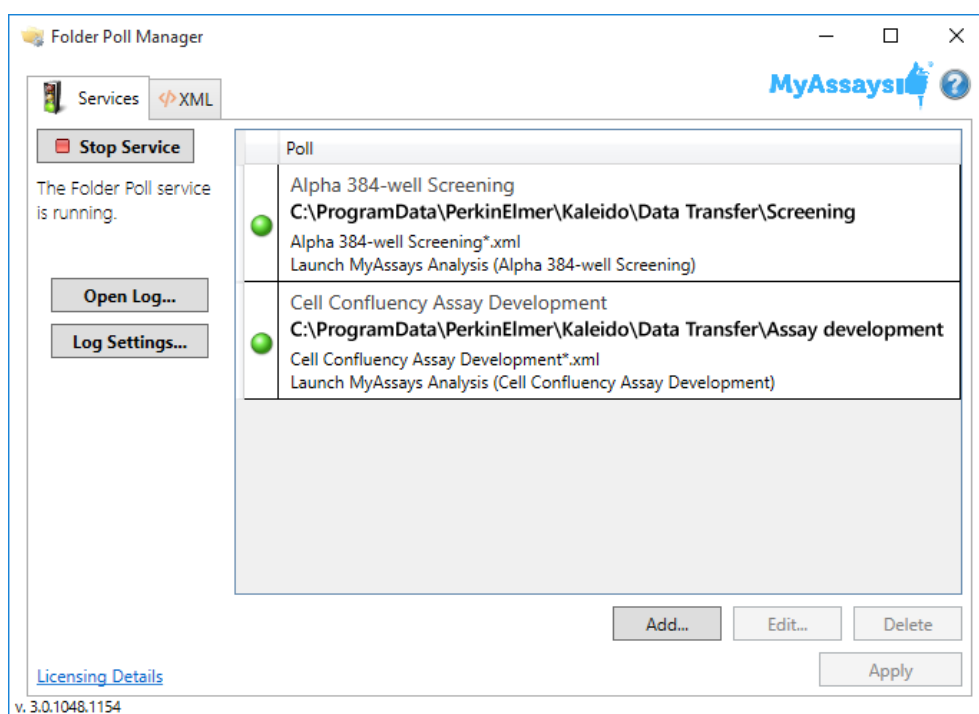 Folder Poll Manager
Services
XML
MyAssays
?
Stop Service
The Folder Poll service
is running.
Open Log...
Log Settings...
Poll
Alpha 384-well Screening
C:\ProgramData\PerkinElmer\Kaleido\Data Transfer\Screening
Alpha 384-well Screening*.xml
Launch MyAssays Analysis (Alpha 384-well Screening)
Cell Confluency Assay Development
C:\ProgramData\PerkinElmer\Kaleido\Data Transfer\Assay development
Cell Confluency Assay Development*.xml
Launch MyAssays Analysis (Cell Confluency Assay Development)
Add...
Edit...
Delete
Apply
Licensing Details
v. 3.0.1048.1154